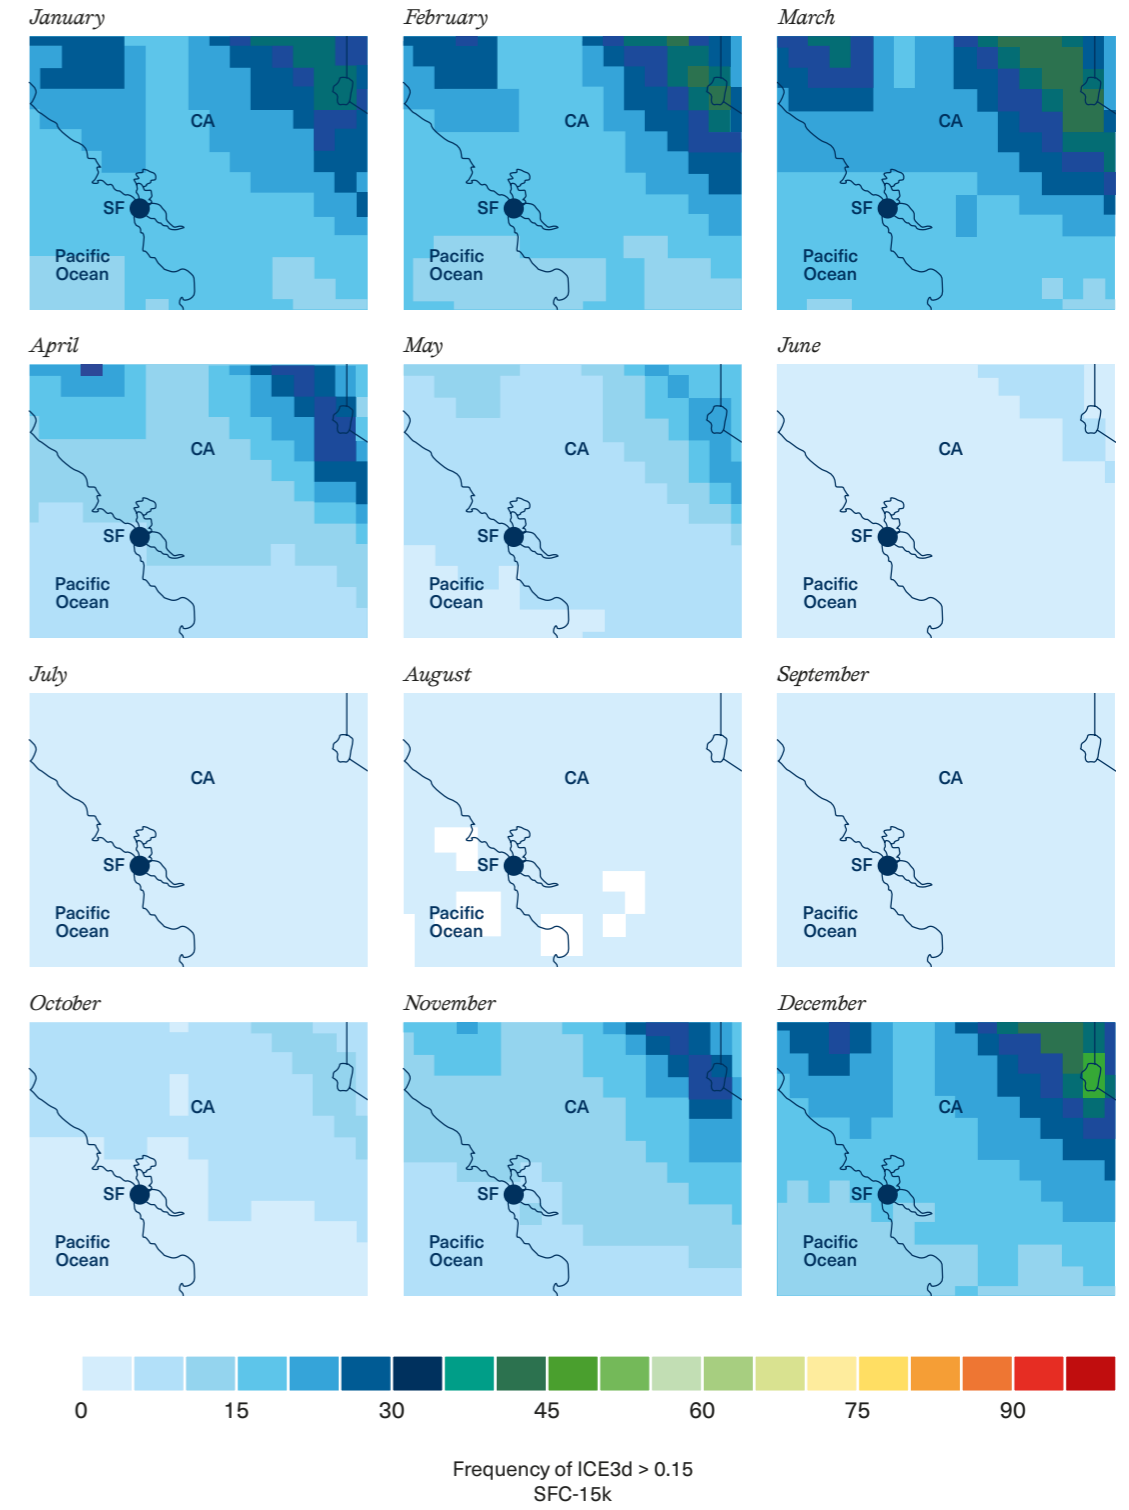 January
February
March
CA
CA
CA
SF
SF
SF
Pacific
Ocean
Pacific
Ocean
Pacific
Ocean
April
May
June
CA
CA
CA
SF
SF
SF
Pacific
Ocean
Pacific
Ocean
Pacific
Ocean
July
August
September
CA
CA
CA
SF
SF
SF
Pacific
Ocean
Pacific
Ocean
Pacific
Ocean
October
November
December
CA
CA
CA
SF
SF
SF
Pacific
Ocean
Pacific
Ocean
Pacific
Ocean
0 15 30 45 60 75 90
Frequency of ICE3d > 0.15
SFC-15k